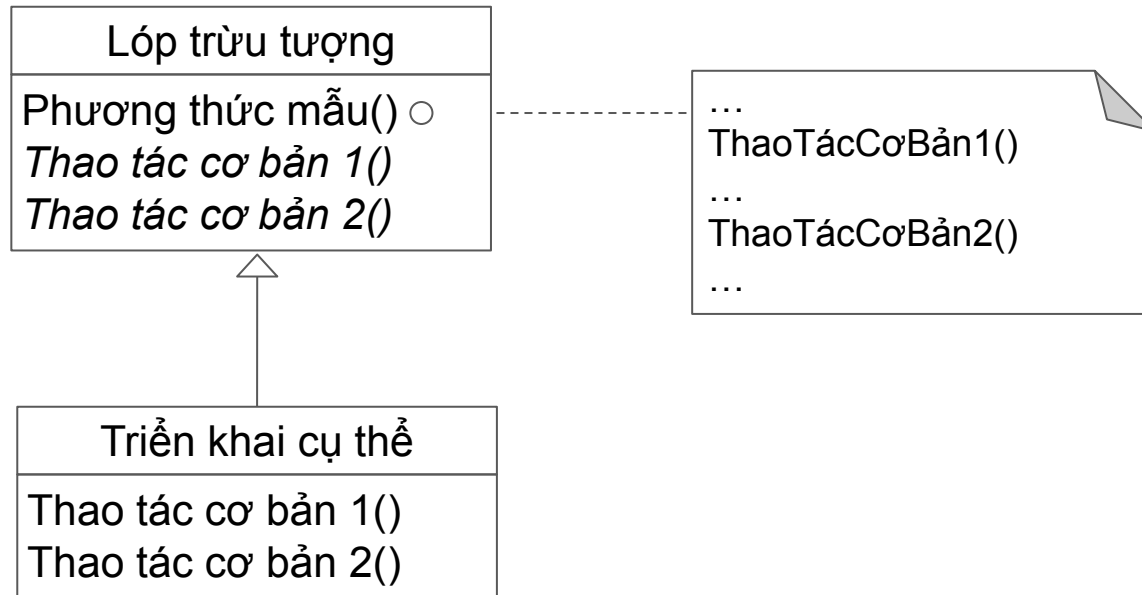 Lóp trừu tượng
Phương thức mẫu()
Thao tác cơ bản 1()
Thao tác cơ bản 2()
…
ThaoTácCơBản1()
…
ThaoTácCơBản2()
…
Triển khai cụ thể
Thao tác cơ bản 1()
Thao tác cơ bản 2()